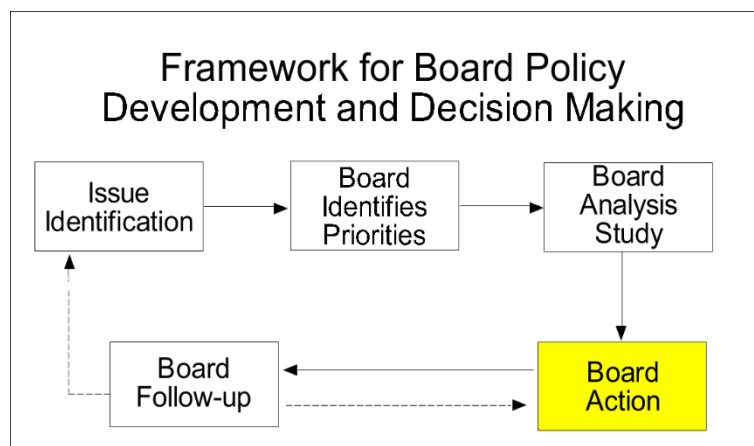 Framework for Board Policy
Development and Decision Making
Issue
Identification
Board
Identifies
Priorities
Board
Analysis
Study
Board
Follow-up
Board
Action